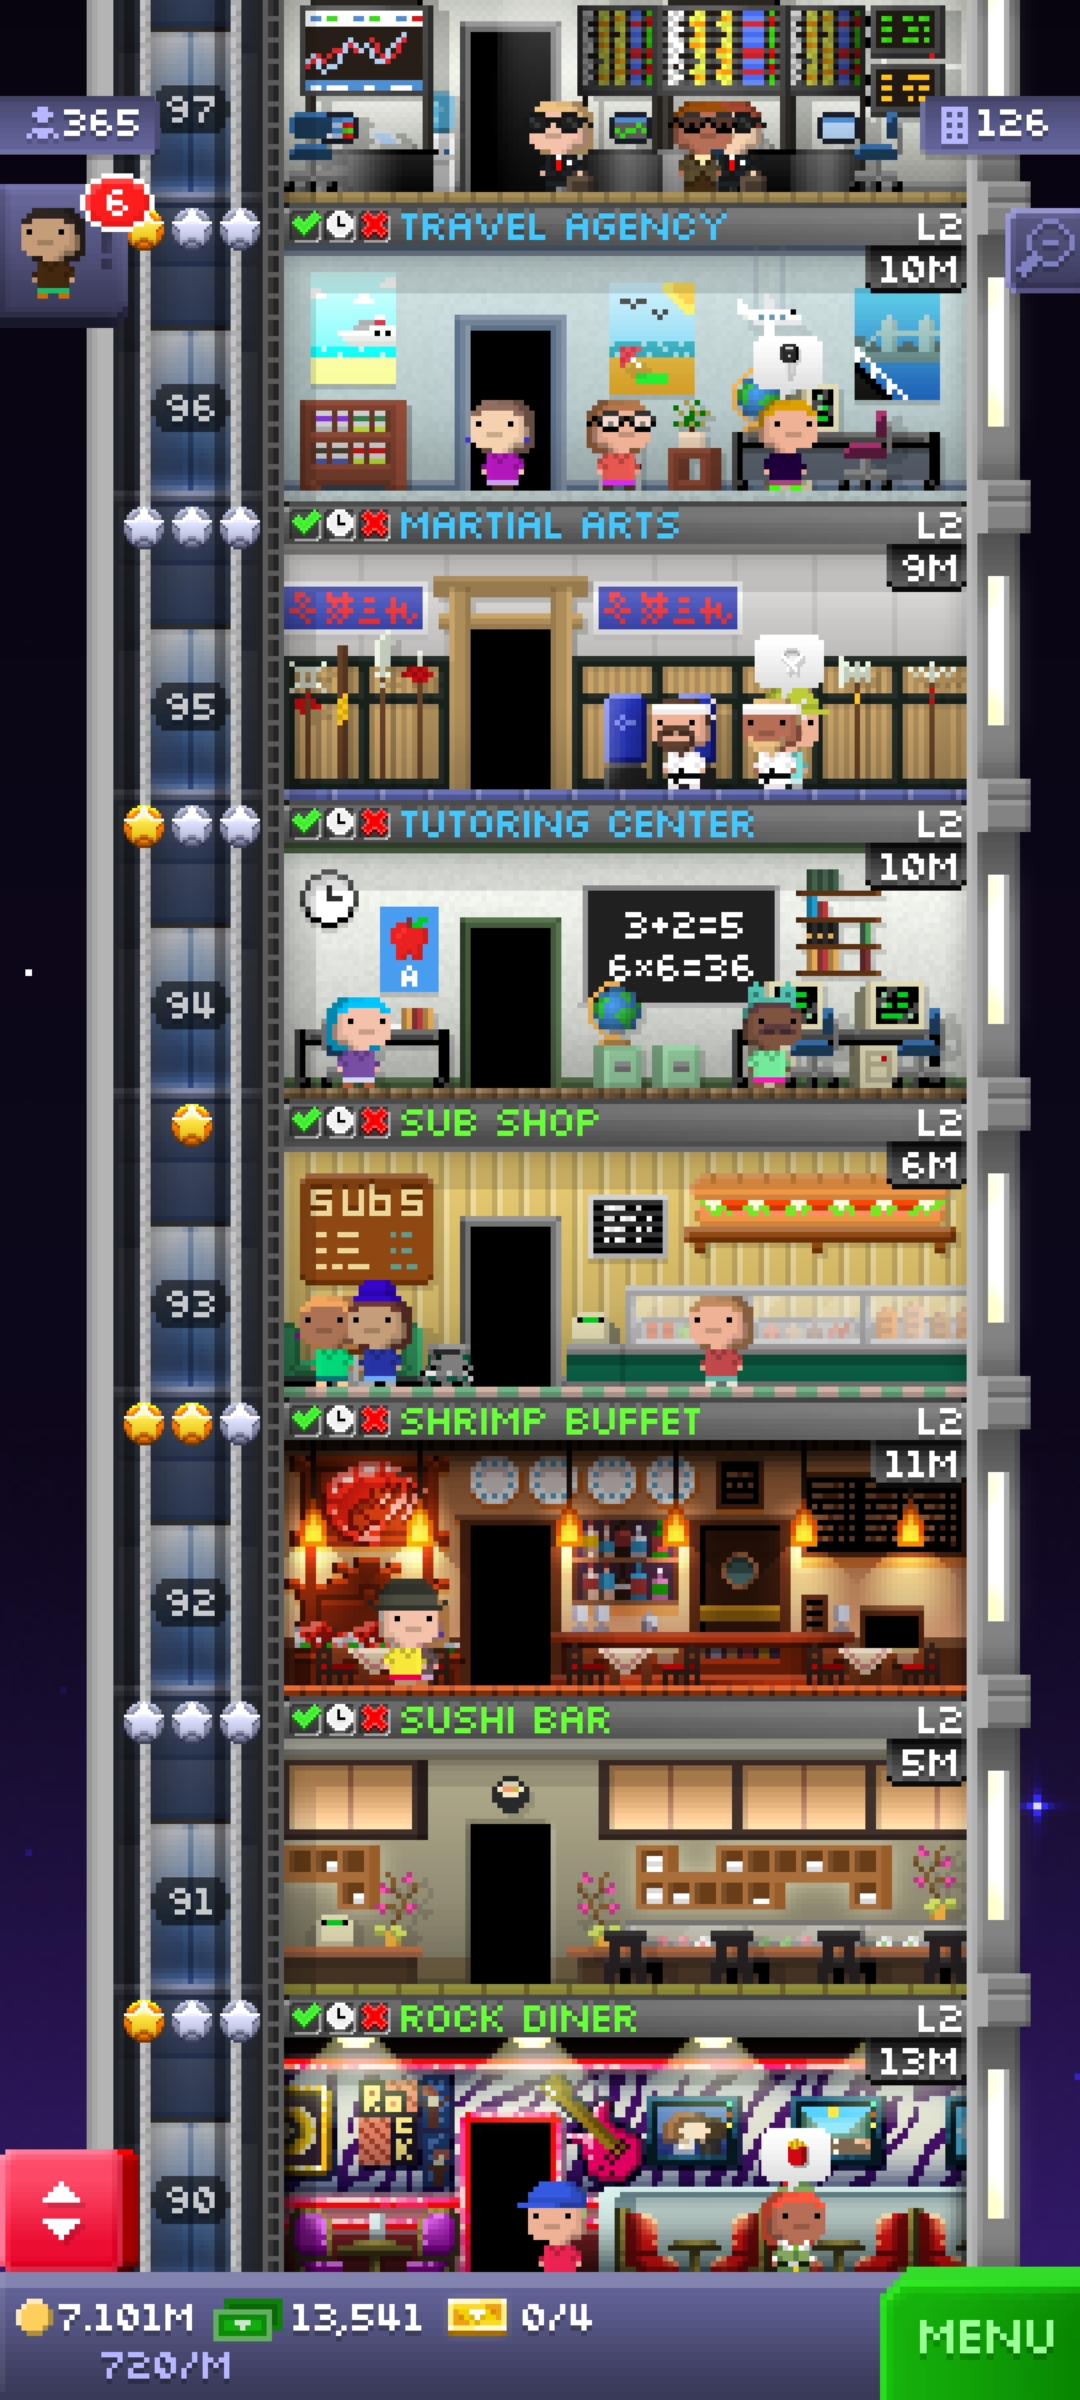 97
365
126
6
TRAVEL AGENCY L2
10M
96
MARTIAL ARTS L2
9M
95
TUTORING CENTER L2
10M
3+2=5
6×6=36
A
94
SUB SHOP L2
6M
SUBS
93
SHRIMP BUFFET L2
11M
92
SUSHI BAR L2
5M
91
ROCK DINER L2
13M
ROCK
90
7.101M 13,541 0/4
720/M
MENU